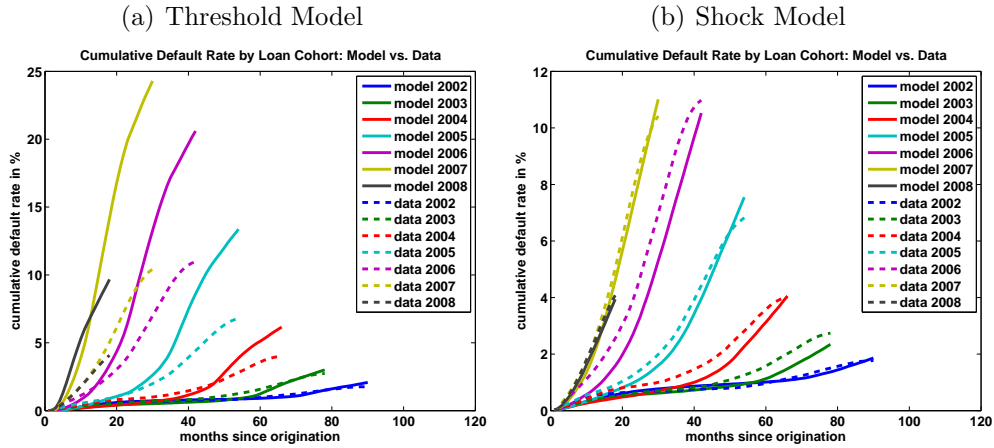 (a) Threshold Model
Cumulative Default Rate by Loan Cohort: Model vs. Data
cumulative default rate in %
25
20
15
10
5
0
0 20 40 60 80 100 120
months since origination
model 2002
model 2003
model 2004
model 2005
model 2006
model 2007
model 2008
data 2002
data 2003
data 2004
data 2005
data 2006
data 2007
data 2008
(b) Shock Model
Cumulative Default Rate by Loan Cohort: Model vs. Data
cumulative default rate in %
12
10
8
6
4
2
0
0 20 40 60 80 100 120
months since origination
model 2002
model 2003
model 2004
model 2005
model 2006
model 2007
model 2008
data 2002
data 2003
data 2004
data 2005
data 2006
data 2007
data 2008